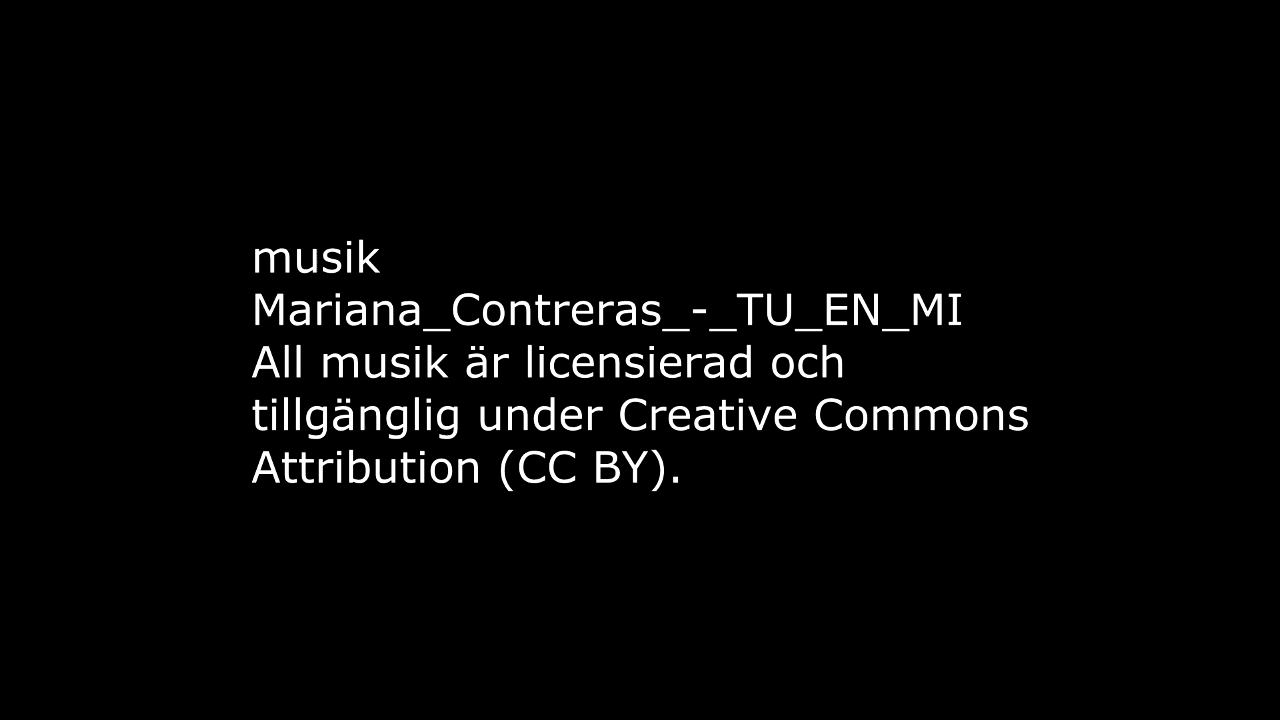 musik
Mariana_Contreras_-_TU_EN_MI
All musik är licensierad och
tillgänglig under Creative Commons
Attribution (CC BY).